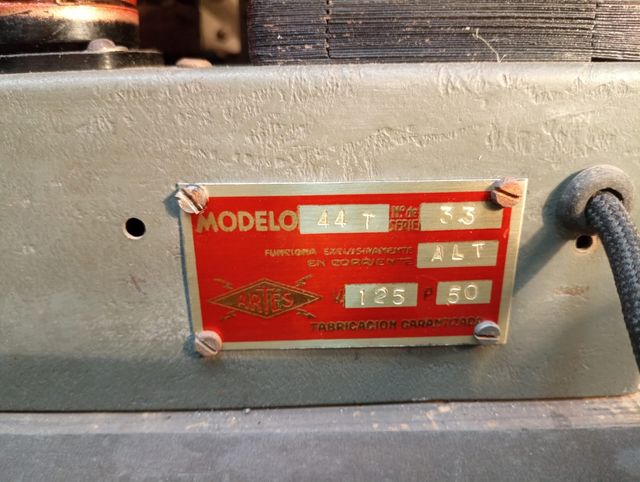 MODELO 44 T Nº de SERIE 33
FUNCIONA EXCLUSIVAMENTE
EN CORRIENTE ALT
ARTES V. 125 P 50
FABRICACION GARANTIZADA